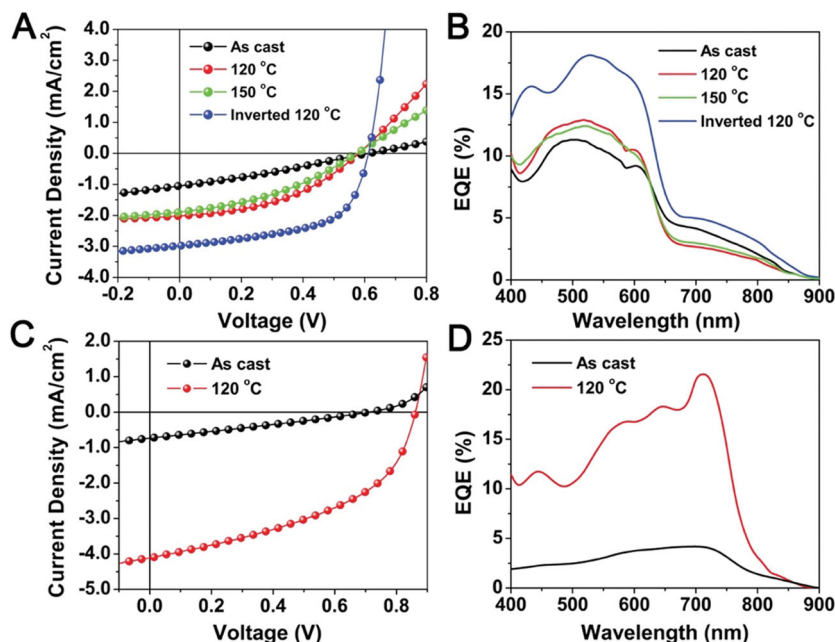 A
Current Density (mA/cm²)
4.0
3.0
2.0
1.0
0.0
-1.0
-2.0
-3.0
-4.0
As cast
120 °C
150 °C
Inverted 120 °C
-0.2 0.0 0.2 0.4 0.6 0.8
Voltage (V)
B
EQE (%)
20
15
10
5
0
As cast
120 °C
150 °C
Inverted 120 °C
400 500 600 700 800 900
Wavelength (nm)
C
Current Density (mA/cm²)
2.0
1.0
0.0
-1.0
-2.0
-3.0
-4.0
-5.0
As cast
120 °C
0.0 0.2 0.4 0.6 0.8
Voltage (V)
D
EQE (%)
25
20
15
10
5
0
As cast
120 °C
400 500 600 700 800 900
Wavelength (nm)